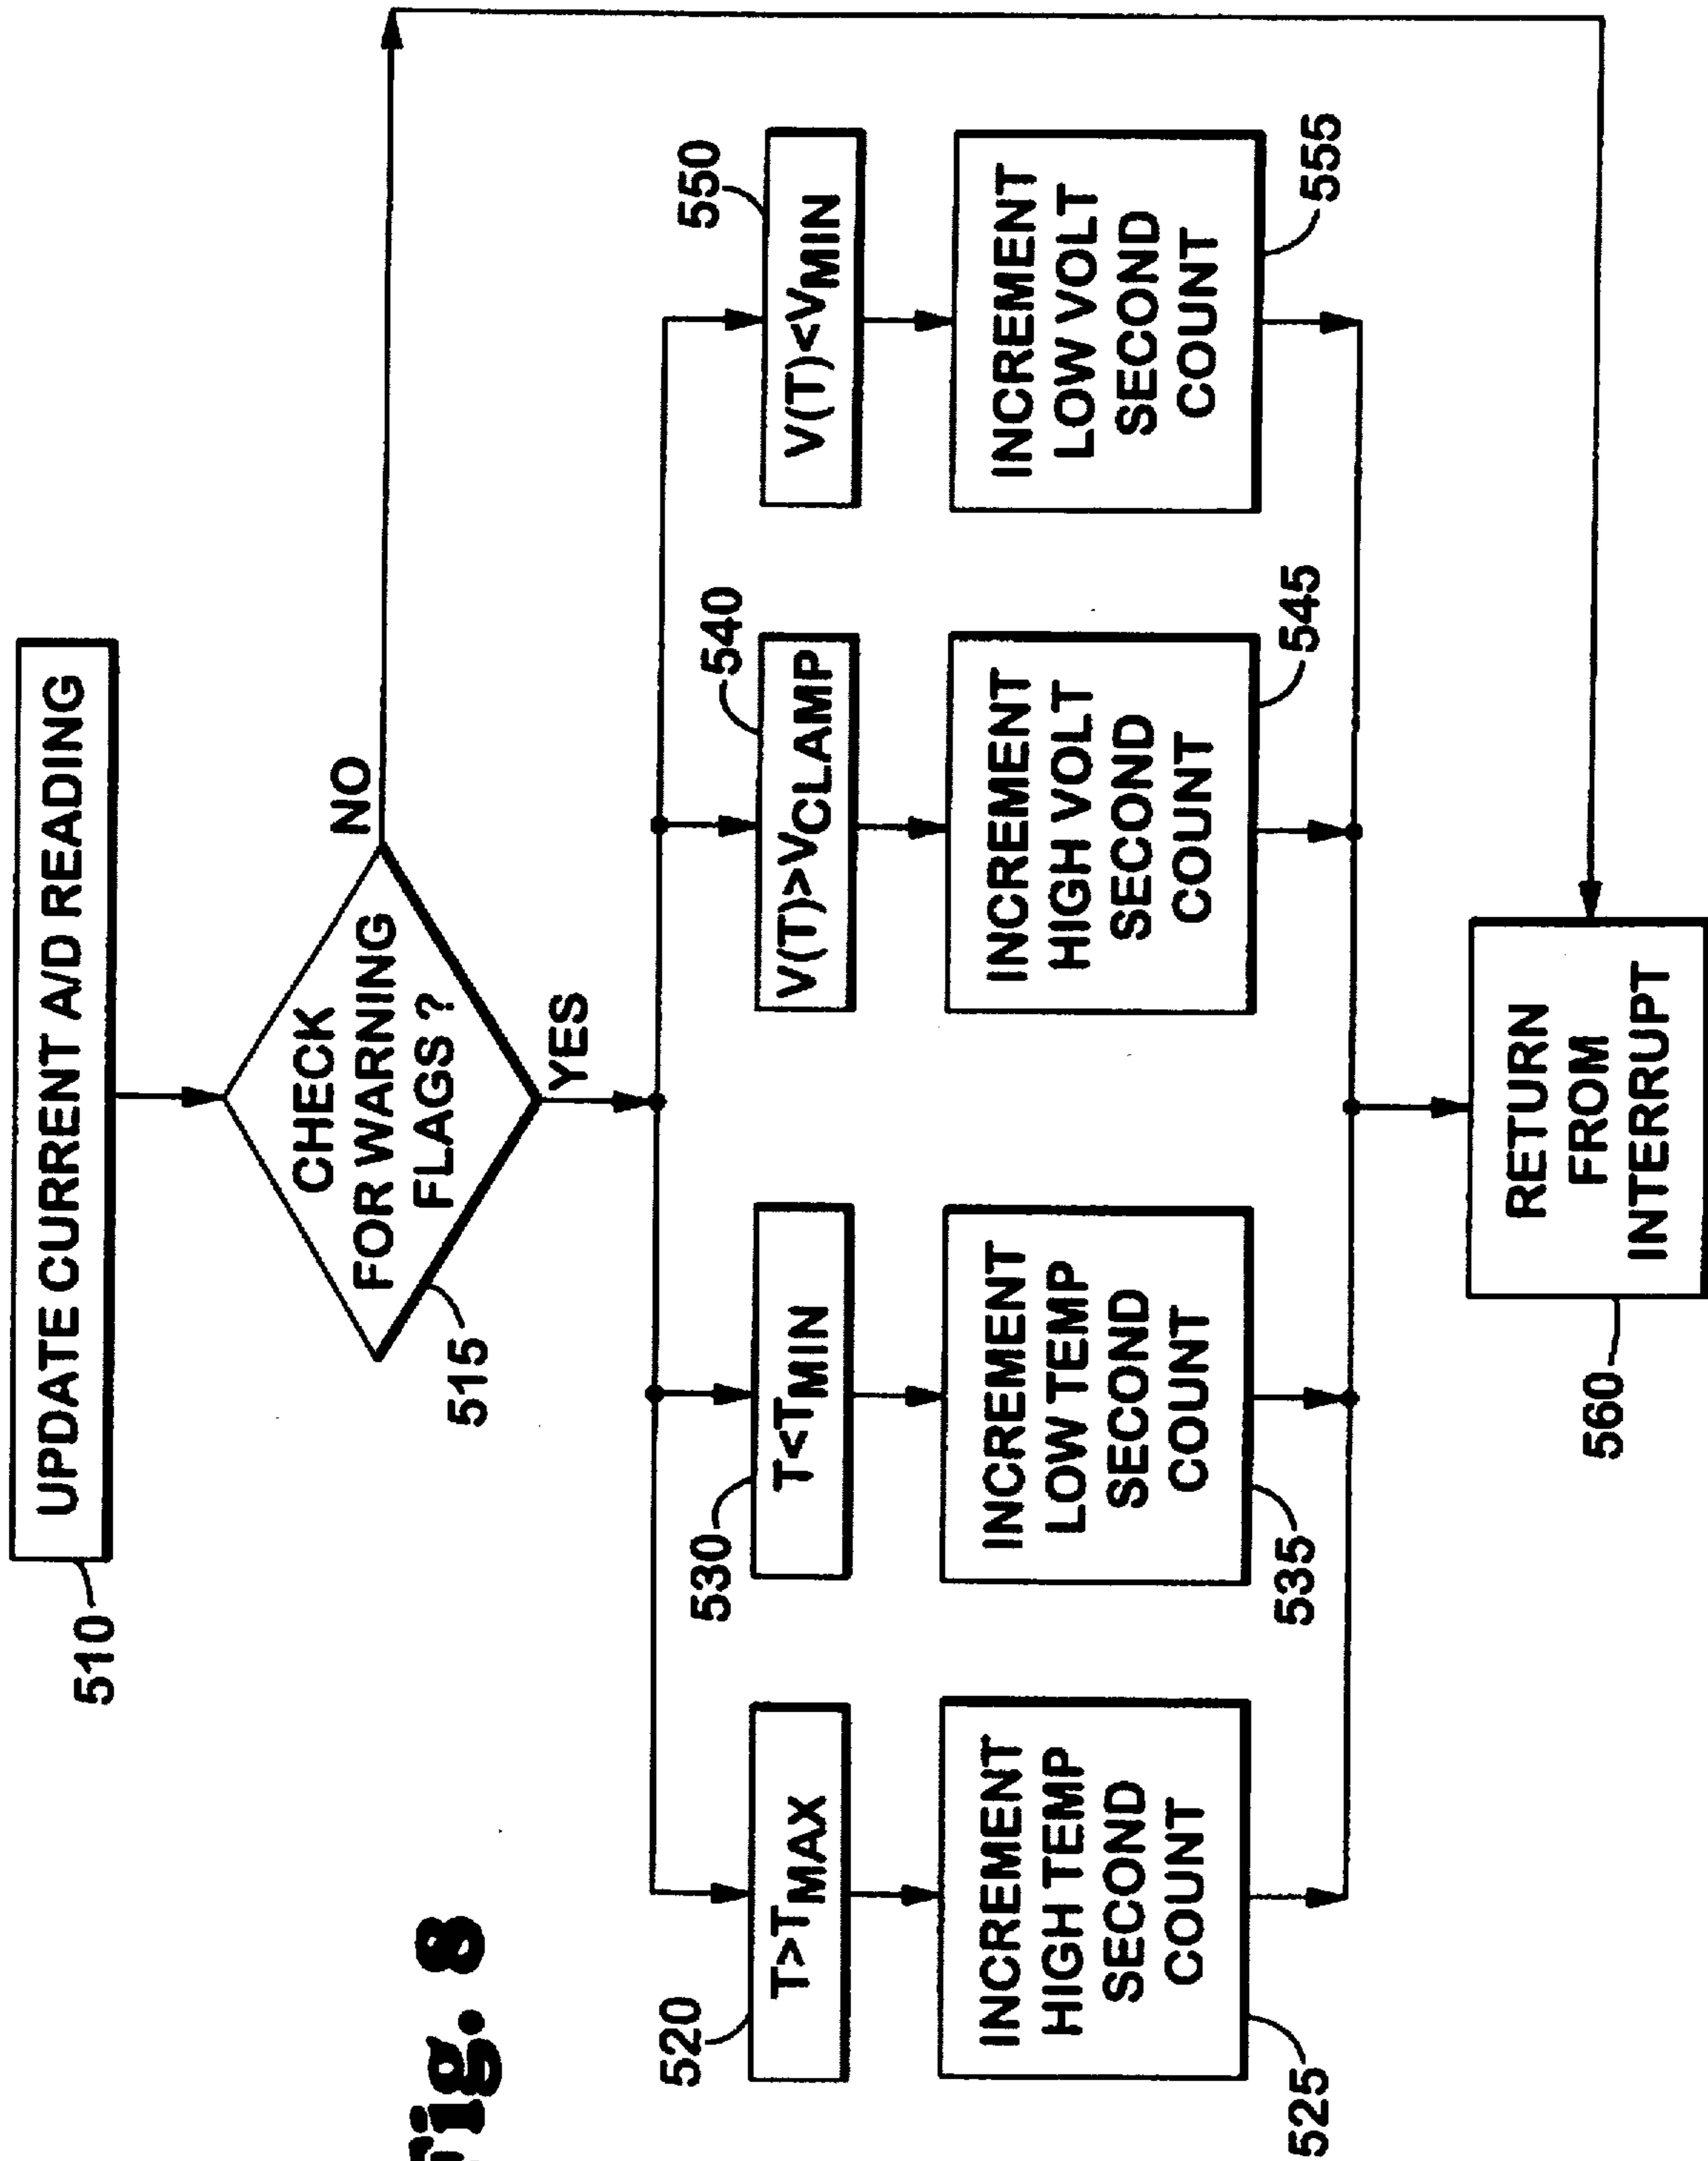 510
UPDATE CURRENT A/D READING
CHECK
FOR WARNING
FLAGS ?
515
NO
YES
520
T>TMAX
530
T<TMIN
540
V(T)>VCLAMP
550
V(T)<VMIN
INCREMENT
HIGH TEMP
SECOND
COUNT
525
INCREMENT
LOW TEMP
SECOND
COUNT
535
INCREMENT
HIGH VOLT
SECOND
COUNT
545
INCREMENT
LOW VOLT
SECOND
COUNT
555
RETURN
FROM
INTERRUPT
560
Fig. 8